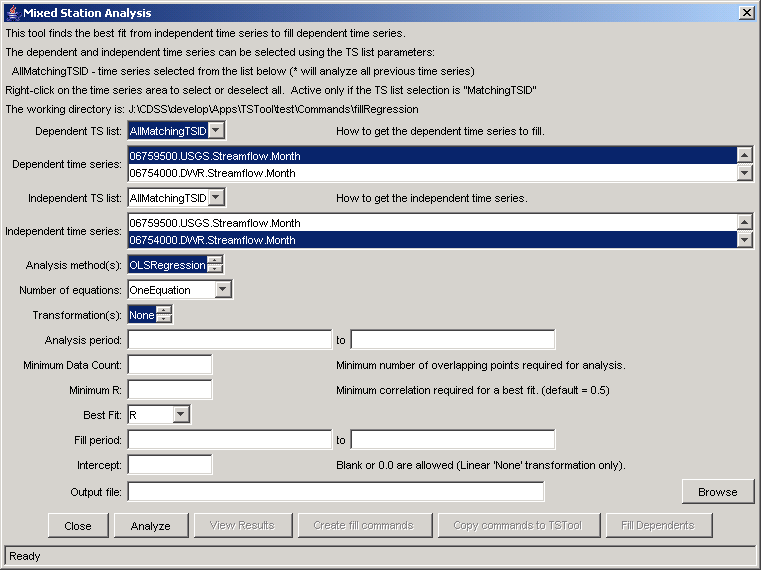 Mixed Station Analysis
This tool finds the best fit from independent time series to fill dependent time series.
The dependent and independent time series can be selected using the TS list parameters:
AllMatchingTSID - time series selected from the list below (* will analyze all previous time series)
Right-click on the time series area to select or deselect all.  Active only if the TS list selection is "MatchingTSID"
The working directory is: J:\CDSS\develop\Apps\TSTool\test\Commands\fillRegression
Dependent TS list: AllMatchingTSID How to get the dependent time series to fill.
Dependent time series: 06759500.USGS.Streamflow.Month
06754000.DWR.Streamflow.Month
Independent TS list: AllMatchingTSID How to get the independent time series.
Independent time series: 06759500.USGS.Streamflow.Month
06754000.DWR.Streamflow.Month
Analysis method(s): OLSRegression
Number of equations: OneEquation
Transformation(s): None
Analysis period: to
Minimum Data Count: Minimum number of overlapping points required for analysis.
Minimum R: Minimum correlation required for a best fit. (default = 0.5)
Best Fit: R
Fill period: to
Intercept: Blank or 0.0 are allowed (Linear 'None' transformation only).
Output file: Browse
Close Analyze View Results Create fill commands Copy commands to TSTool Fill Dependents
Ready